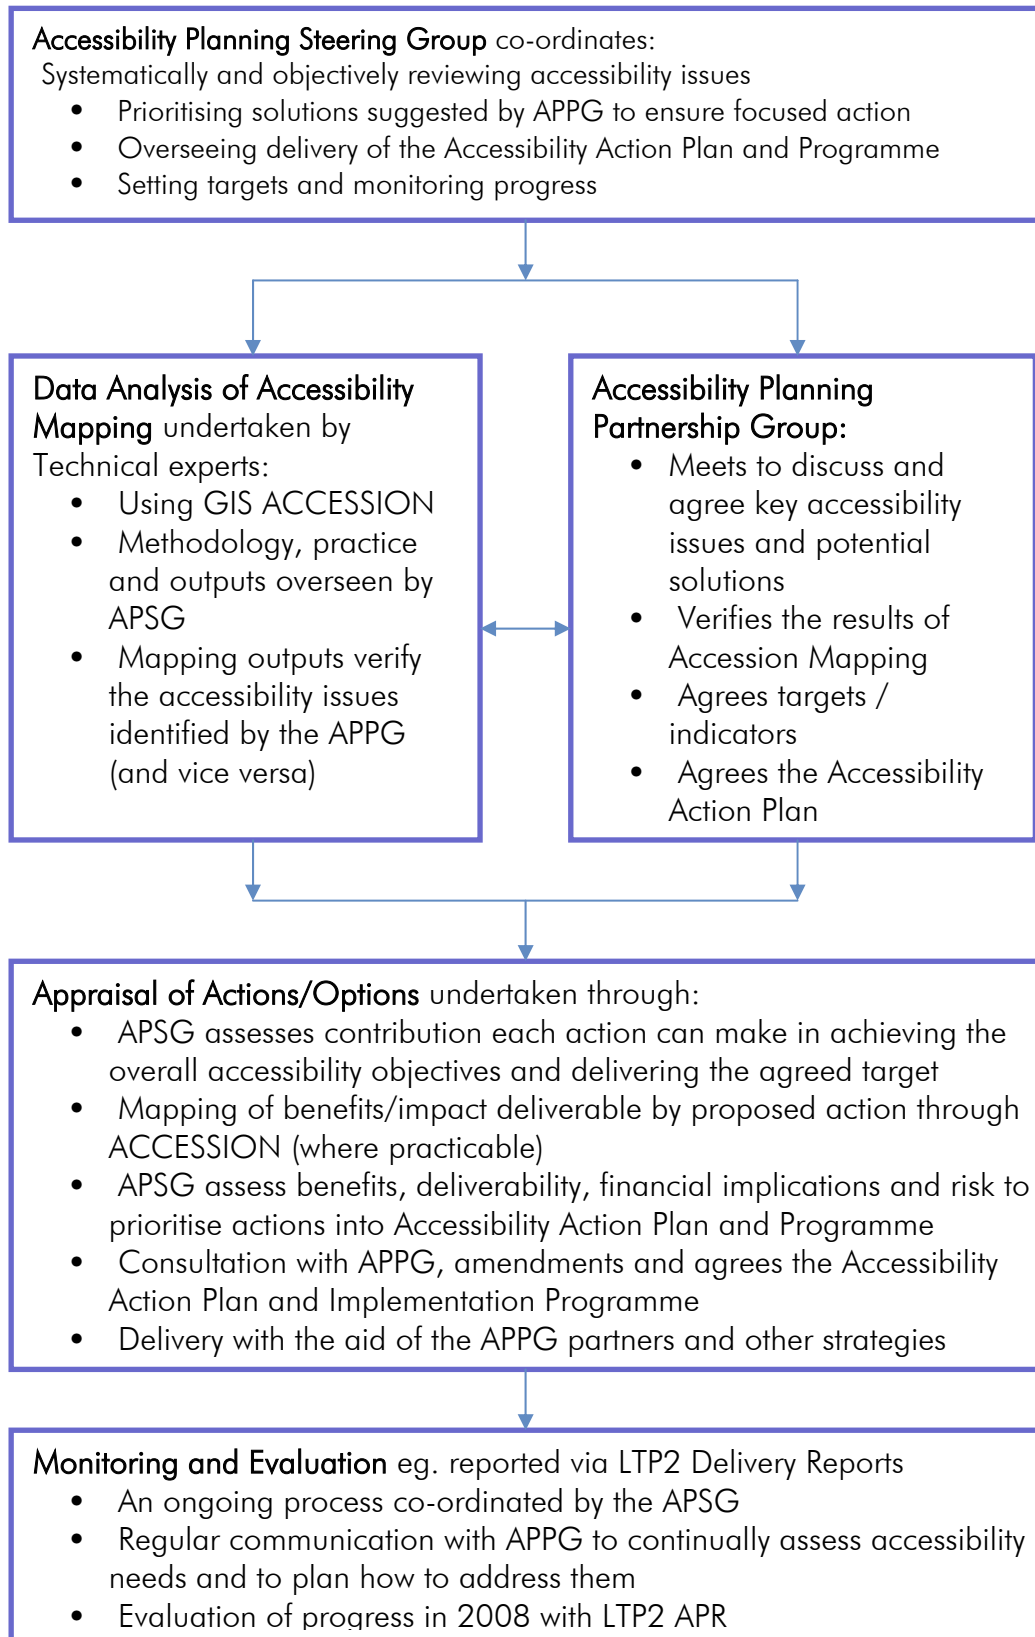 Accessibility Planning Steering Group co-ordinates:
Systematically and objectively reviewing accessibility issues
• Prioritising solutions suggested by APPG to ensure focused action
• Overseeing delivery of the Accessibility Action Plan and Programme
• Setting targets and monitoring progress
Data Analysis of Accessibility
Mapping undertaken by
Technical experts:
• Using GIS ACCESSION
• Methodology, practice
and outputs overseen by
APSG
• Mapping outputs verify
the accessibility issues
identified by the APPG
(and vice versa)
Accessibility Planning
Partnership Group:
• Meets to discuss and
agree key accessibility
issues and potential
solutions
• Verifies the results of
Accession Mapping
• Agrees targets /
indicators
• Agrees the Accessibility
Action Plan
Appraisal of Actions/Options undertaken through:
• APSG assesses contribution each action can make in achieving the
overall accessibility objectives and delivering the agreed target
• Mapping of benefits/impact deliverable by proposed action through
ACCESSION (where practicable)
• APSG assess benefits, deliverability, financial implications and risk to
prioritise actions into Accessibility Action Plan and Programme
• Consultation with APPG, amendments and agrees the Accessibility
Action Plan and Implementation Programme
• Delivery with the aid of the APPG partners and other strategies
Monitoring and Evaluation eg. reported via LTP2 Delivery Reports
• An ongoing process co-ordinated by the APSG
• Regular communication with APPG to continually assess accessibility
needs and to plan how to address them
• Evaluation of progress in 2008 with LTP2 APR